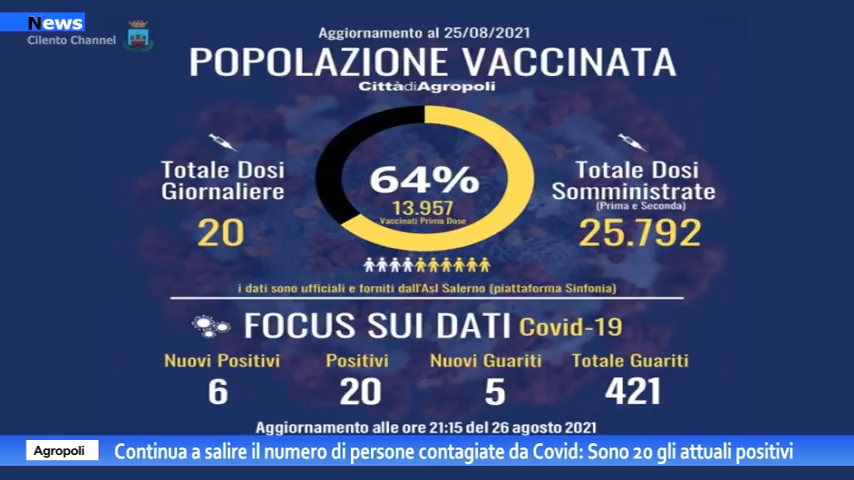 News
Cilento Channel
Aggiornamento al 25/08/2021
POPOLAZIONE VACCINATA
CittàdiAgropoli
Totale Dosi
Giornaliere
20
64%
13.957
Vaccinati Prima Dose
Totale Dosi
Somministrate
(Prima e Seconda)
25.792
i dati sono ufficiali e forniti dall'Asl Salerno (piattaforma Sinfonia)
FOCUS SUI DATI Covid-19
Nuovi Positivi
6
Positivi
20
Nuovi Guariti
5
Totale Guariti
421
Aggiornamento alle ore 21:15 del 26 agosto 2021
Agropoli
Continua a salire il numero di persone contagiate da Covid: Sono 20 gli attuali positivi